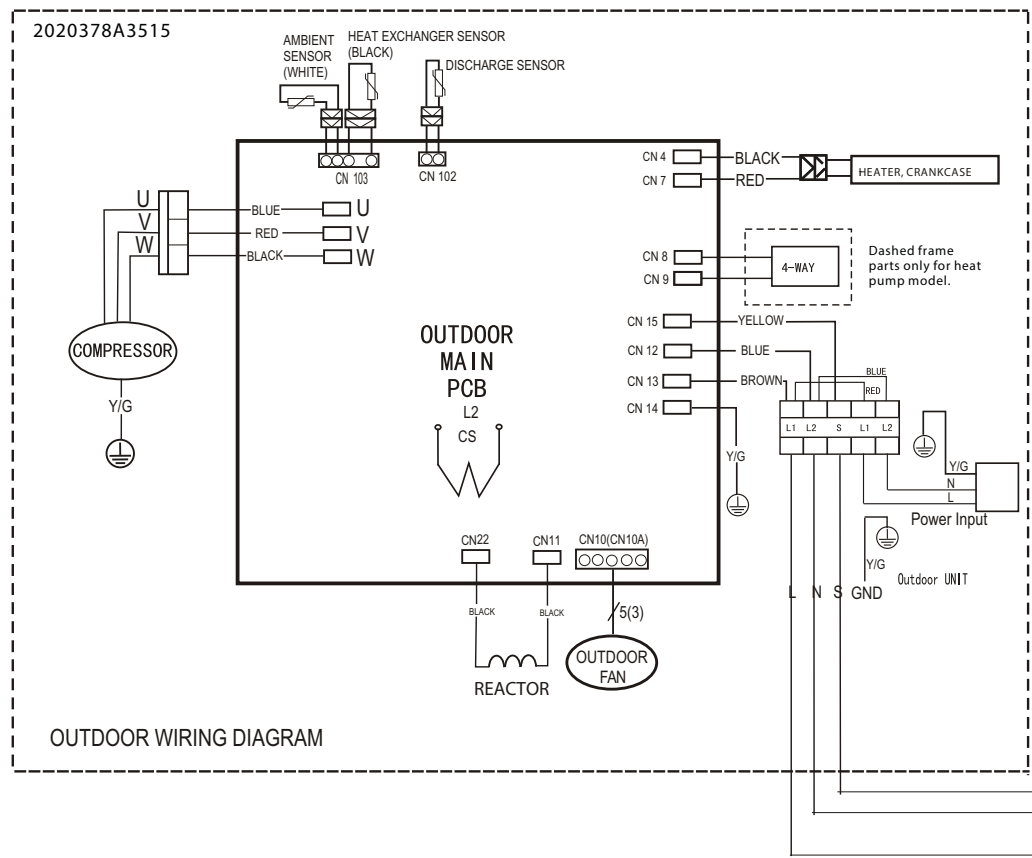 2020378A3515
AMBIENT
SENSOR
(WHITE)
HEAT EXCHANGER SENSOR
(BLACK)
DISCHARGE SENSOR
CN 103
CN 102
CN 4
BLACK
CN 7
RED
HEATER, CRANKCASE
U
V
W
BLUE
RED
BLACK
U
V
W
CN 8
CN 9
4-WAY
Dashed frame
parts only for heat
pump model.
COMPRESSOR
Y/G
OUTDOOR
MAIN
PCB
L2
CS
CN 15
YELLOW
CN 12
BLUE
CN 13
BROWN
CN 14
Y/G
BLUE
RED
L1 L2 S L1 L2
Y/G
N
L
Power Input
Y/G
Outdoor UNIT
L N S GND
CN22
CN11
CN10(CN10A)
BLACK
BLACK
5(3)
REACTOR
OUTDOOR
FAN
OUTDOOR WIRING DIAGRAM